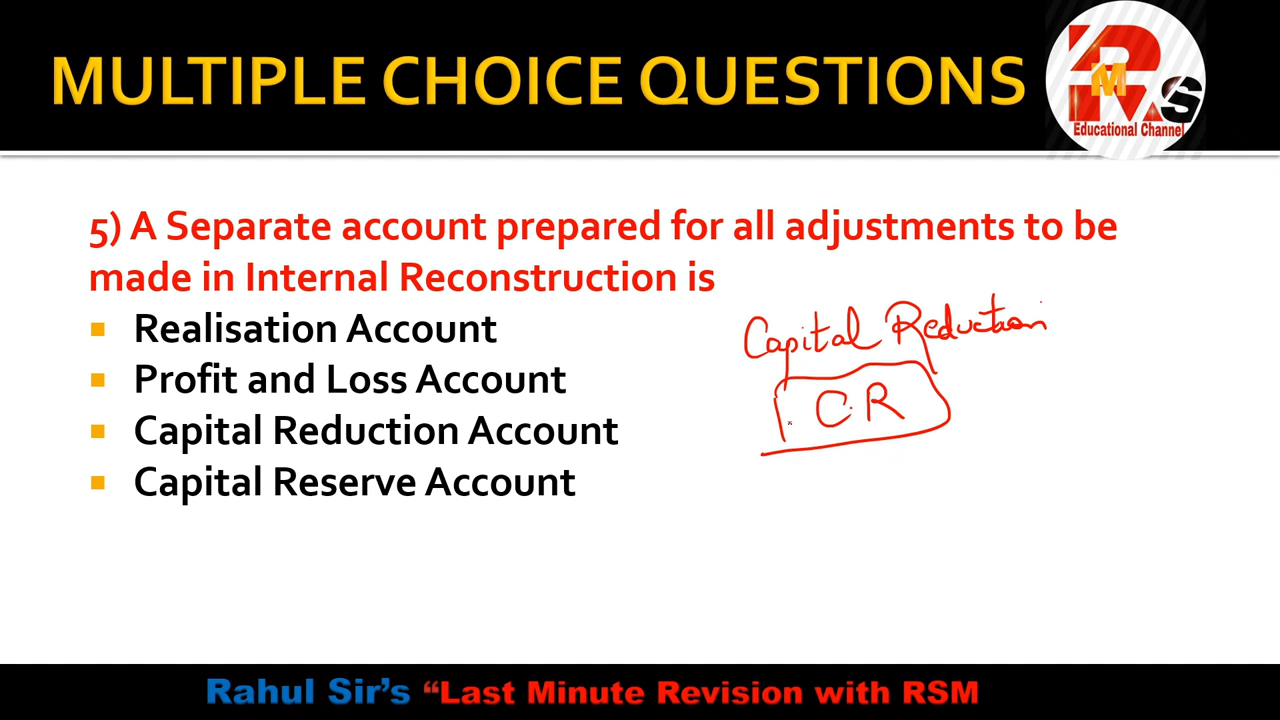 MULTIPLE CHOICE QUESTIONS
RMS
Educational Channel
5) A Separate account prepared for all adjustments to be
made in Internal Reconstruction is
Realisation Account
Profit and Loss Account
Capital Reduction Account
Capital Reserve Account
Capital Reduction
C.R
Rahul Sir's “Last Minute Revision with RSM